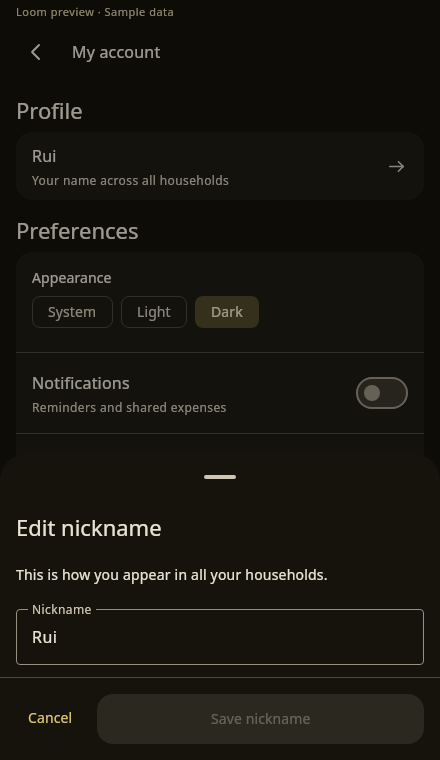 Loom preview · Sample data
My account
Profile
Rui
Your name across all households
Preferences
Appearance
System
Light
Dark
Notifications
Reminders and shared expenses
Edit nickname
This is how you appear in all your households.
Nickname
Rui
Cancel
Save nickname